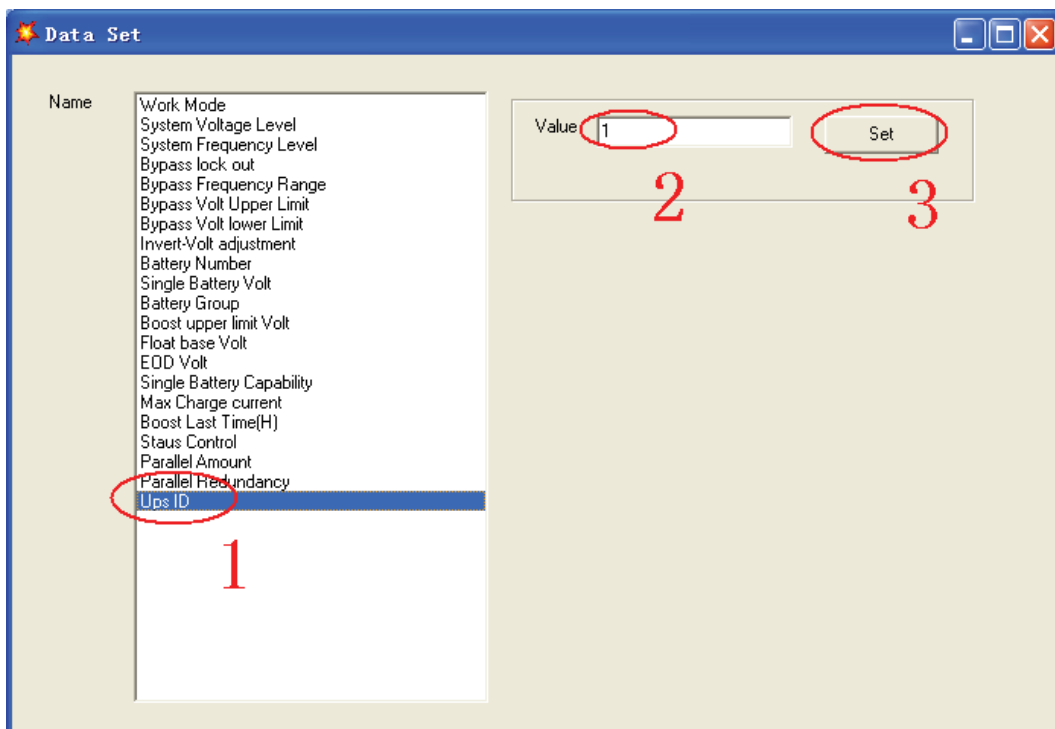 Data Set
Name
Work Mode
System Voltage Level
System Frequency Level
Bypass lock out
Bypass Frequency Range
Bypass Volt Upper Limit
Bypass Volt lower Limit
Invert-Volt adjustment
Battery Number
Single Battery Volt
Battery Group
Boost upper limit Volt
Float base Volt
EOD Volt
Single Battery Capability
Max Charge current
Boost Last Time(H)
Staus Control
Parallel Amount
Parallel Redundancy
Ups ID
1
Value 1
Set
2
3